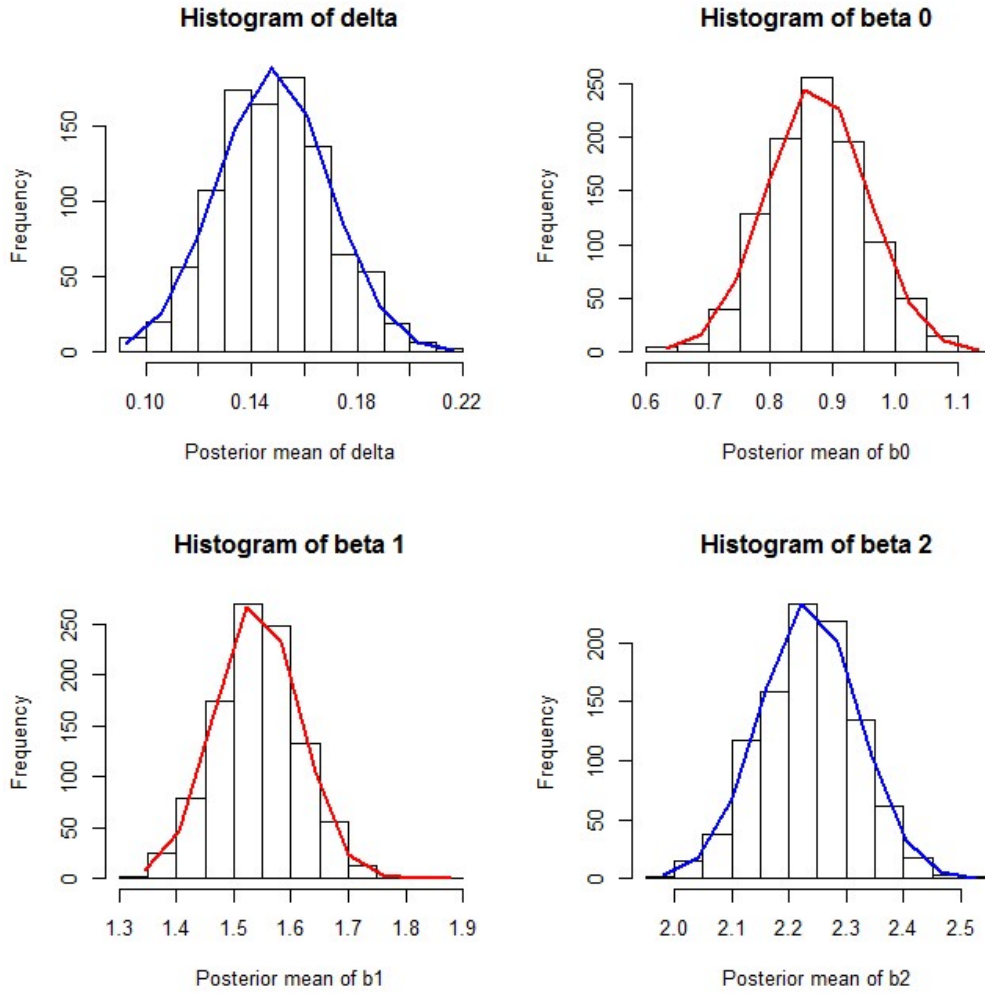 Histogram of delta
Frequency
0 50 100 150
0.10 0.14 0.18 0.22
Posterior mean of delta
Histogram of beta 0
Frequency
0 50 100 150 200 250
0.6 0.7 0.8 0.9 1.0 1.1
Posterior mean of b0
Histogram of beta 1
Frequency
0 50 100 150 200 250
1.3 1.4 1.5 1.6 1.7 1.8 1.9
Posterior mean of b1
Histogram of beta 2
Frequency
0 50 100 150 200
2.0 2.1 2.2 2.3 2.4 2.5
Posterior mean of b2